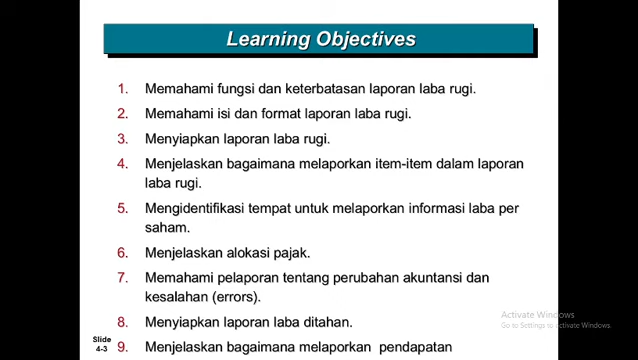 Learning Objectives
1. Memahami fungsi dan keterbatasan laporan laba rugi.
2. Memahami isi dan format laporan laba rugi.
3. Menyiapkan laporan laba rugi.
4. Menjelaskan bagaimana melaporkan item-item dalam laporan
laba rugi.
5. Mengidentifikasi tempat untuk melaporkan informasi laba per
saham.
6. Menjelaskan alokasi pajak.
7. Memahami pelaporan tentang perubahan akuntansi dan
kesalahan (errors).
8. Menyiapkan laporan laba ditahan.
9. Menjelaskan bagaimana melaporkan pendapatan
Slide
4-3
Activate Windows
Go to Settings to activate Windows.